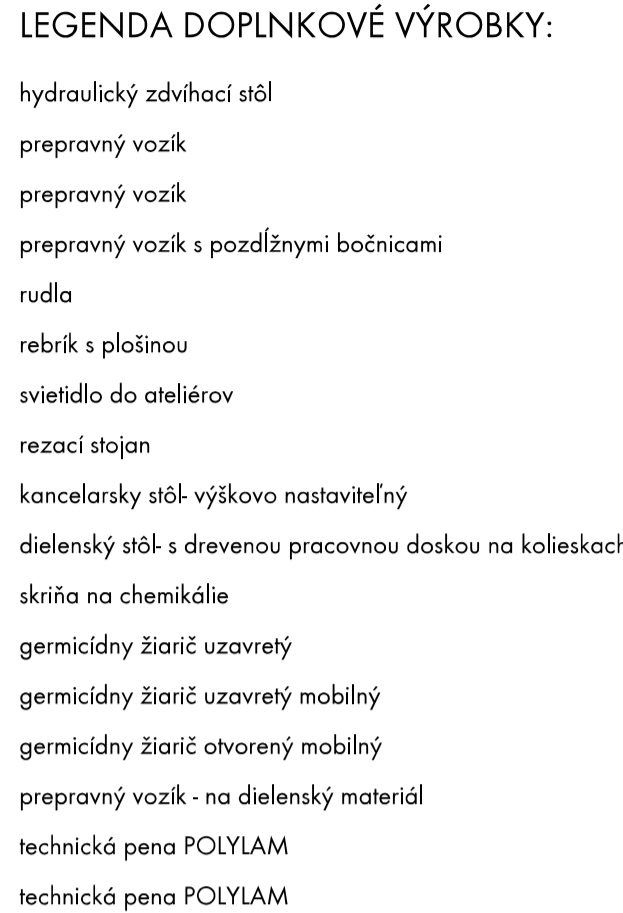 LEGENDA DOPLNKOVÉ VÝROBKY:
hydraulický zdvíhací stôl
prepravný vozík
prepravný vozík
prepravný vozík s pozdĺžnymi bočnicami
rudla
rebrík s plošinou
svietidlo do ateliérov
rezací stojan
kancelarsky stôl- výškovo nastaviteľný
dielenský stôl- s drevenou pracovnou doskou na kolieskach
skriňa na chemikálie
germicídny žiarič uzavretý
germicídny žiarič uzavretý mobilný
germicídny žiarič otvorený mobilný
prepravný vozík - na dielenský materiál
technická pena POLYLAM
technická pena POLYLAM